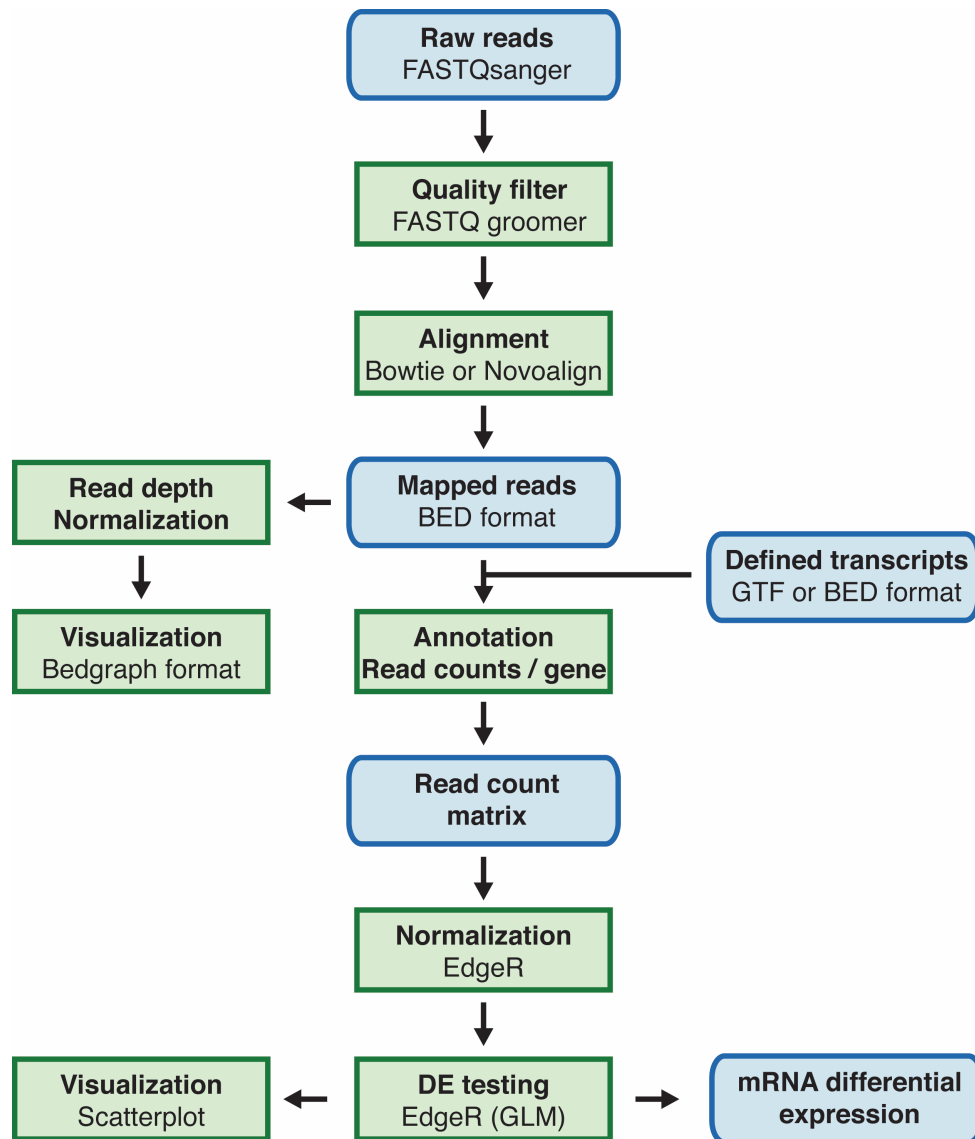 Raw reads
FASTQsanger
Quality filter
FASTQ groomer
Alignment
Bowtie or Novoalign
Read depth
Normalization
Mapped reads
BED format
Defined transcripts
GTF or BED format
Visualization
Bedgraph format
Annotation
Read counts / gene
Read count
matrix
Normalization
EdgeR
Visualization
Scatterplot
DE testing
EdgeR (GLM)
mRNA differential
expression